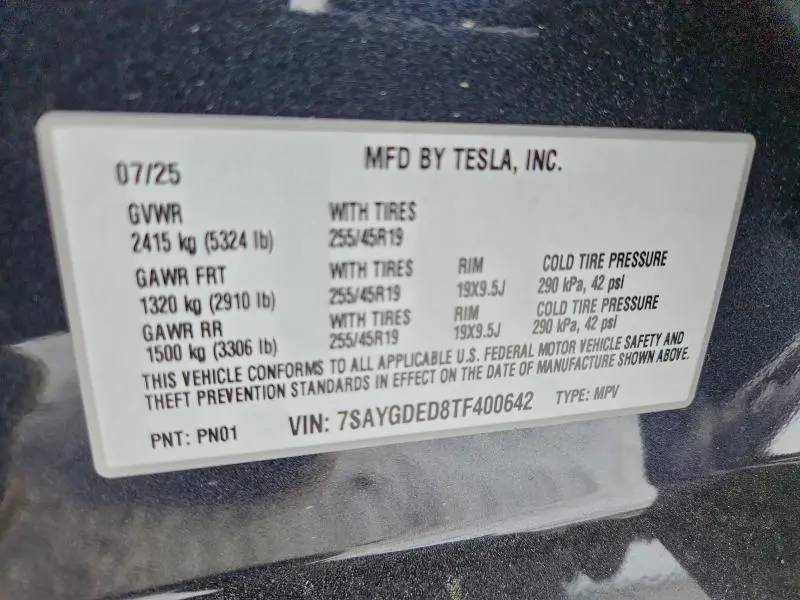 07/25 MFD BY TESLA, INC.
GVWR WITH TIRES
2415 kg (5324 lb) 255/45R19
GAWR FRT WITH TIRES RIM COLD TIRE PRESSURE
1320 kg (2910 lb) 255/45R19 19X9.5J 290 kPa, 42 psi
GAWR RR WITH TIRES RIM COLD TIRE PRESSURE
1500 kg (3306 lb) 255/45R19 19X9.5J 290 kPa, 42 psi
THIS VEHICLE CONFORMS TO ALL APPLICABLE U.S. FEDERAL MOTOR VEHICLE SAFETY AND
THEFT PREVENTION STANDARDS IN EFFECT ON THE DATE OF MANUFACTURE SHOWN ABOVE.
PNT: PN01 VIN: 7SAYGDED8TF400642 TYPE: MPV